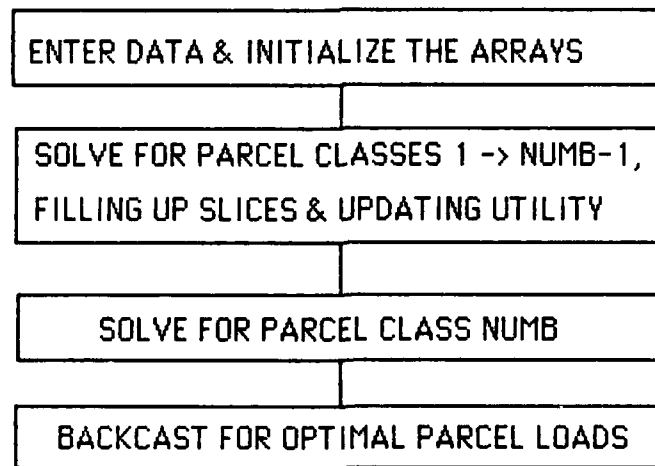 ENTER DATA & INITIALIZE THE ARRAYS
SOLVE FOR PARCEL CLASSES 1 -> NUMB-1,
FILLING UP SLICES & UPDATING UTILITY
SOLVE FOR PARCEL CLASS NUMB
BACKCAST FOR OPTIMAL PARCEL LOADS